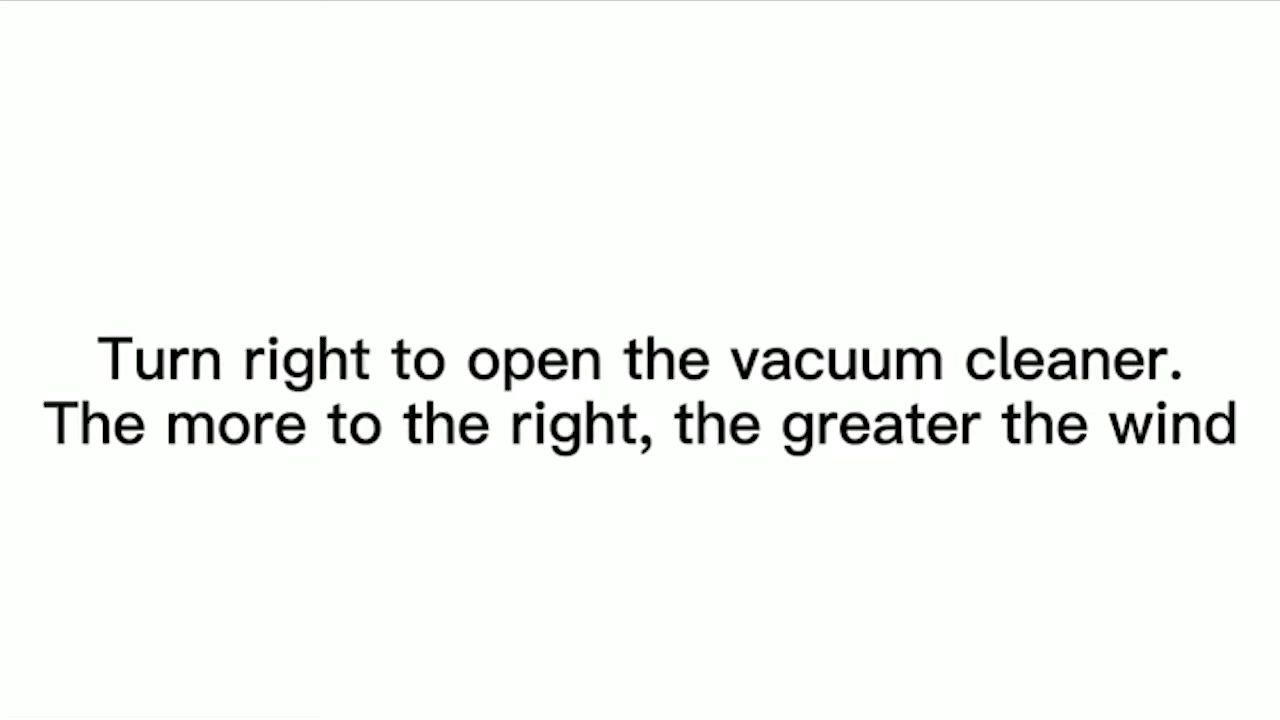 Turn right to open the vacuum cleaner.
The more to the right, the greater the wind